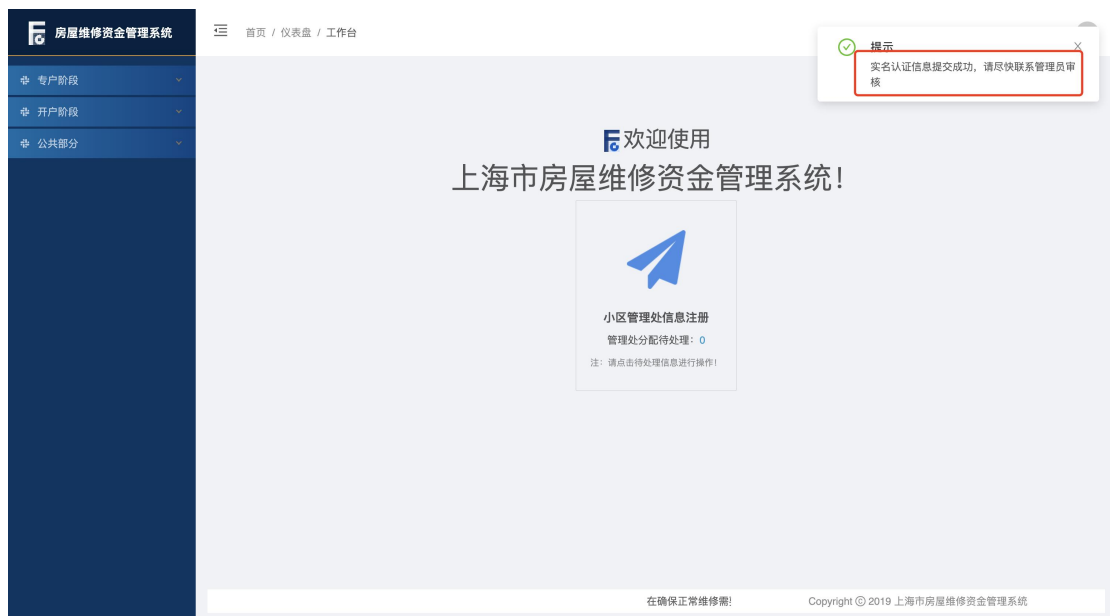 房屋维修资金管理系统
首页 / 仪表盘 / 工作台
提示
实名认证信息提交成功，请尽快联系管理员审
核
专户阶段
开户阶段
公共部分
欢迎使用
上海市房屋维修资金管理系统!
小区管理处信息注册
管理处分配待处理：0
注：请点击待处理信息进行操作!
在确保正常维修需!
Copyright © 2019 上海市房屋维修资金管理系统